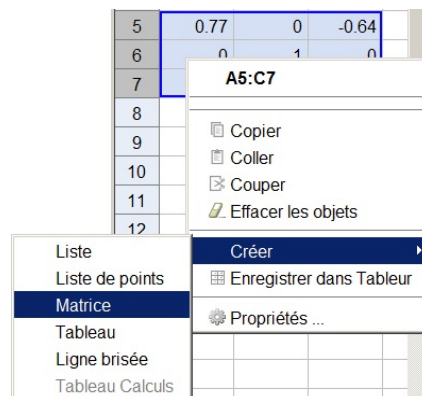 5 0.77 0 -0.64
6 0 1 0
7 A5:C7
8
9 Copier
10 Coller
11 Couper
Effacer les objets
12
Créer
Enregistrer dans Tableur
Propriétés ...
Liste
Liste de points
Matrice
Tableau
Ligne brisée
Tableau Calculs